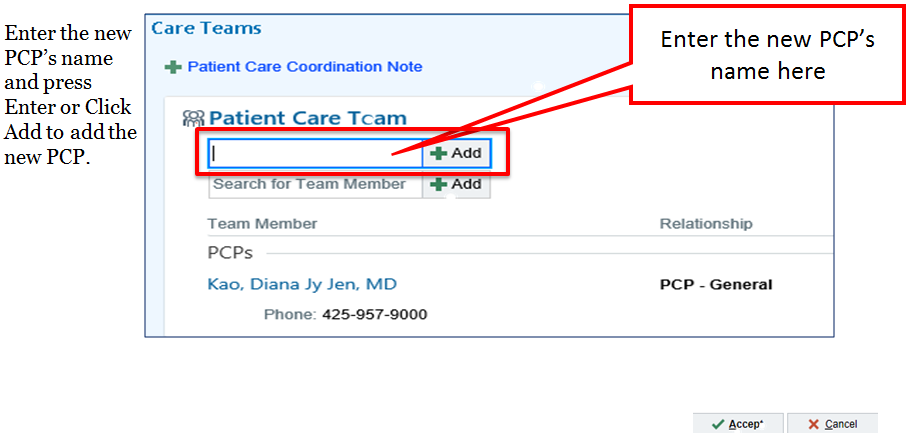 Enter the new
PCP's name
and press
Enter or Click
Add to add the
new PCP.
Care Teams
Patient Care Coordination Note
Patient Care Tcam
Add
Search for Team Member Add
Team Member Relationship
PCPs
Kao, Diana Jy Jen, MD PCP - General
Phone: 425-957-9000
Enter the new PCP's
name here
Accep Cancel